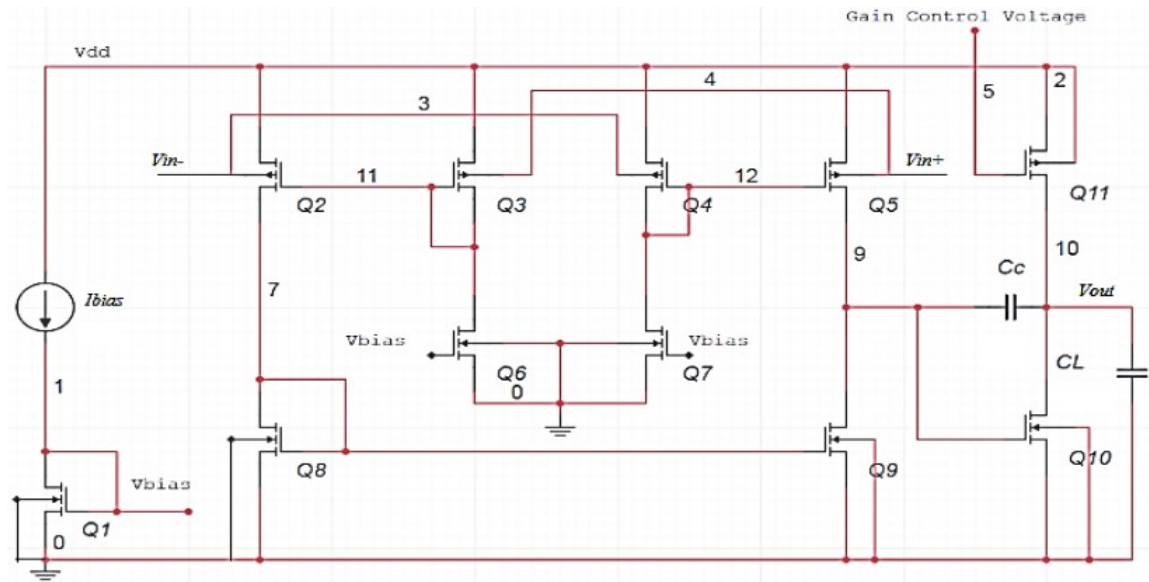 Gain Control Voltage
Vdd
3
4
5
2
Vin-
11
12
Vin+
Q2
Q3
Q4
Q5
Q11
7
9
10
Cc
Ibias
Vout
Vbias
Vbias
1
Q6
Q7
CL
0
Q8
Q9
Q10
Vbias
Q1
0